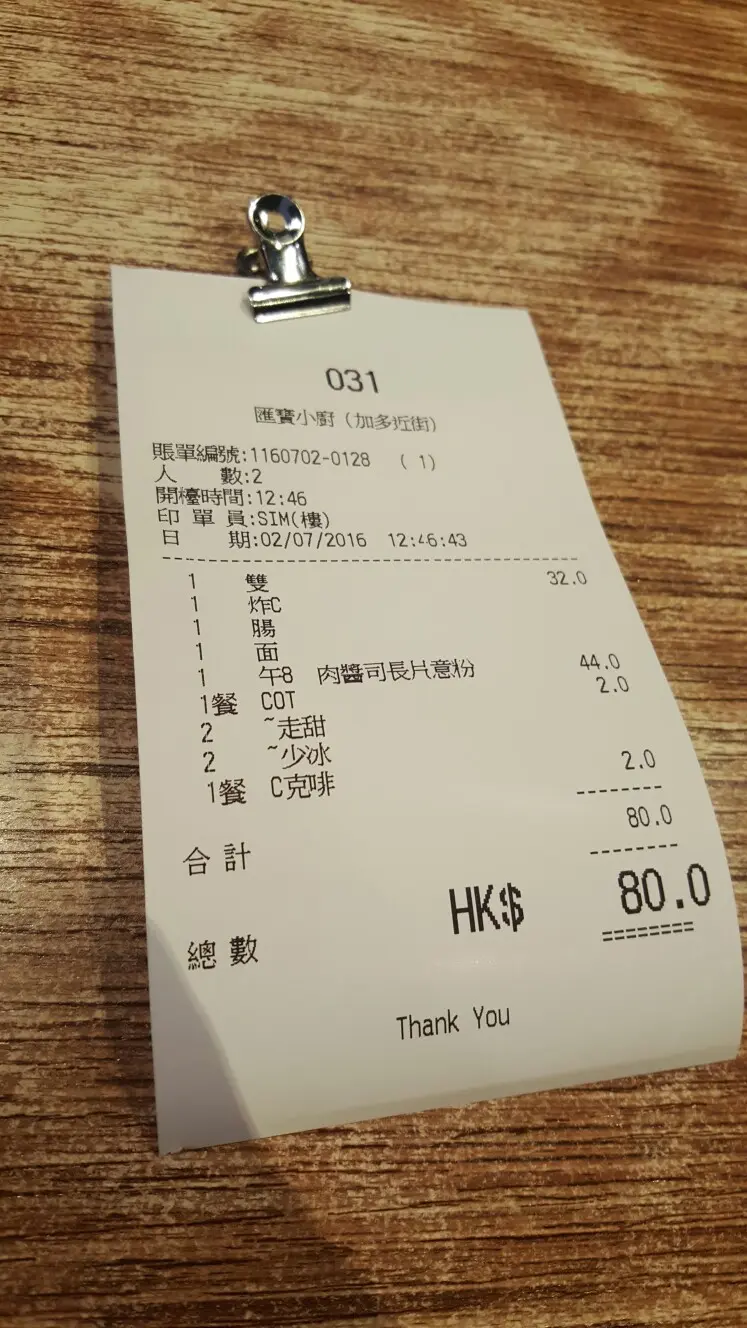 031
匯寶小廚（加多近街）
賬單編號:1160702-0128 ( 1)
人 數:2
開檯時間:12:46
印 單 員:SIM(樓)
日 期:02/07/2016 12:46:43
1 雙 32.0
1 炸C
1 腸
1 面
1 午8 肉醬司長片意粉 44.0
1餐 COT 2.0
2 ~走甜
2 ~少冰
1餐 C克啡 2.0
合計 80.0
總數 HK$ 80.0
Thank You